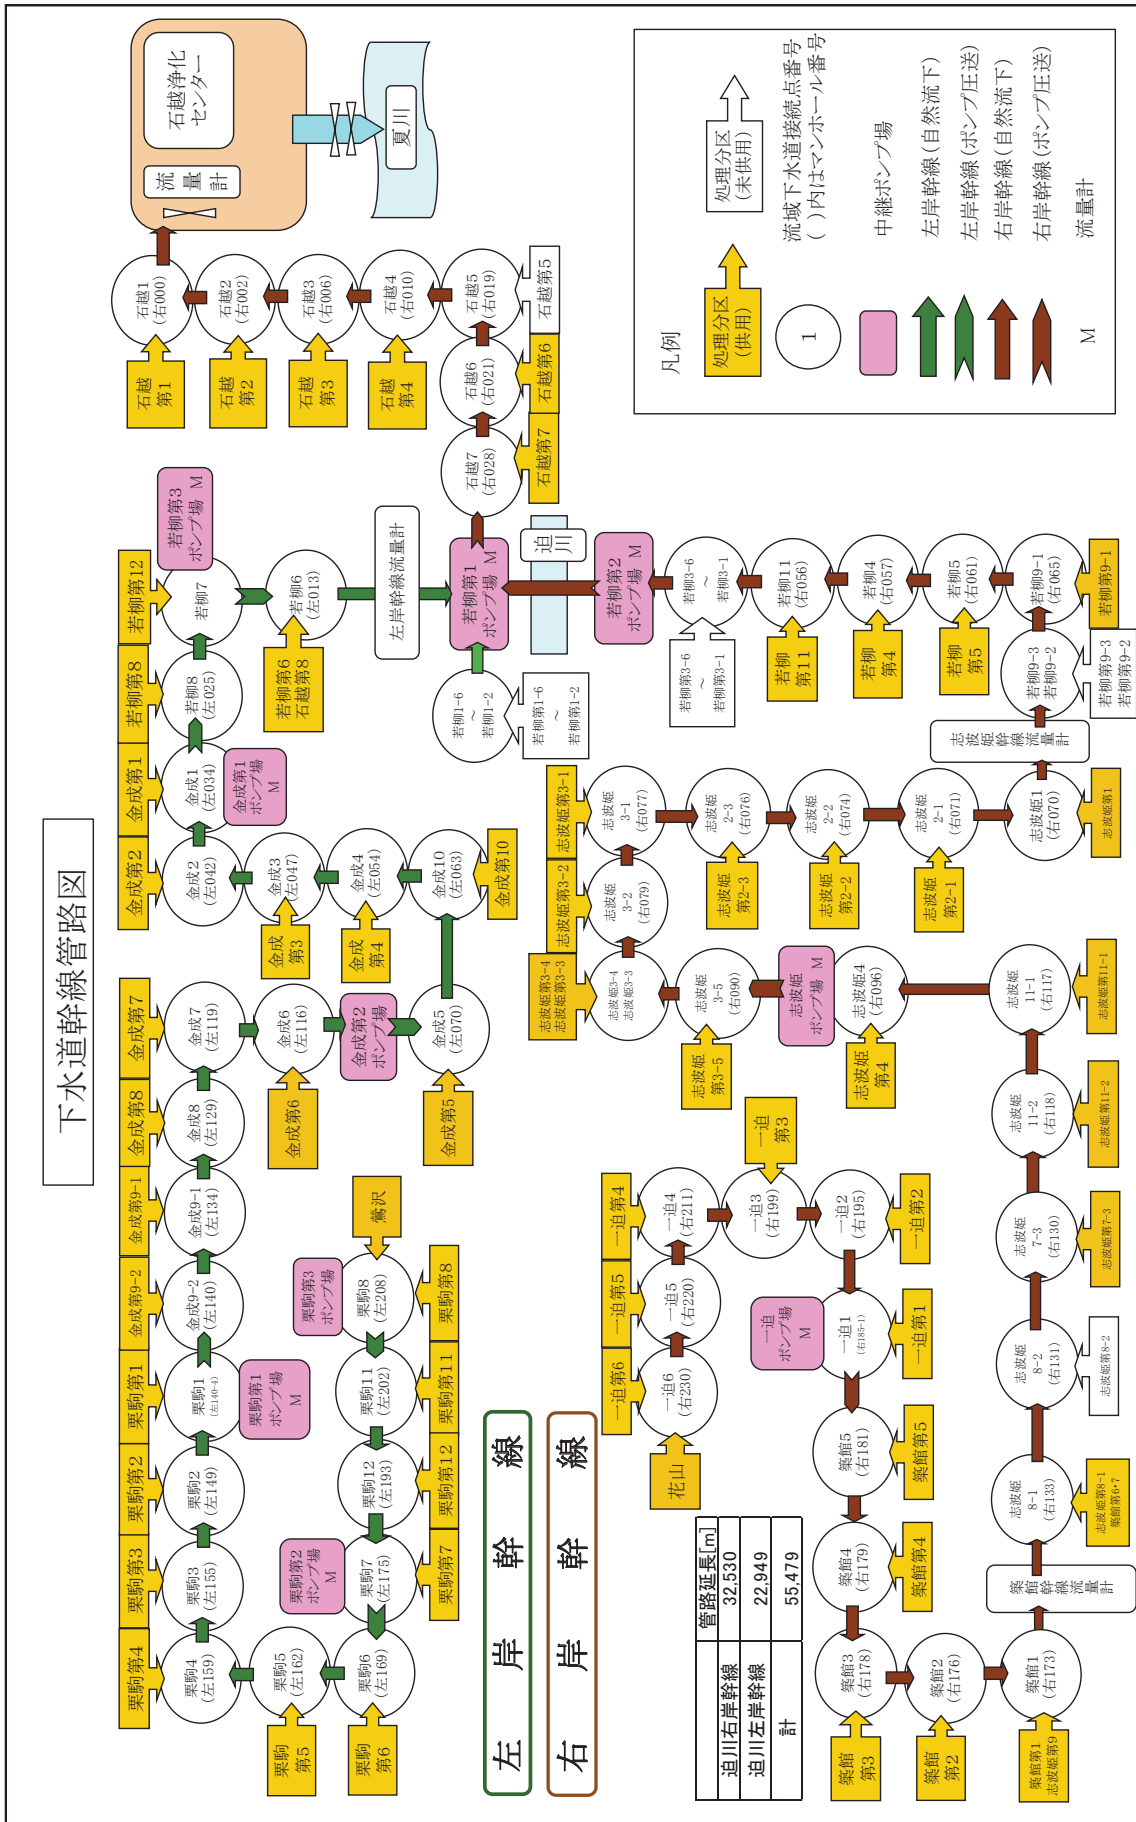 下水道幹線管路図
栗駒第4
栗駒第3
栗駒第2
栗駒第1
金成第9-2
金成第9-1
金成第8
金成第7
金成第2
金成第1
若柳第8
若柳第12
栗駒4
(左159)
栗駒3
(左155)
栗駒2
(左149)
栗駒1
(左140-4)
栗駒第1
ポンプ場
M
金成9-2
(左140)
金成9-1
(左134)
金成8
(左129)
金成7
(左119)
金成2
(左042)
金成1
(左034)
金成第1
ポンプ場
M
若柳8
(左025)
若柳7
若柳第3
ポンプ場 M
栗駒
第5
栗駒5
(左162)
栗駒
第6
栗駒6
(左169)
栗駒第2
ポンプ場
M
栗駒7
(左175)
栗駒第7
栗駒12
(左193)
栗駒第12
栗駒11
(左202)
栗駒第11
栗駒第3
ポンプ場
栗駒8
(左208)
栗駒第8
鶯沢
金成第6
金成6
(左116)
金成第2
ポンプ場
金成第5
金成5
(左070)
金成
第3
金成3
(左047)
金成
第4
金成4
(左054)
金成10
(左063)
金成第10
若柳第6
石越第8
若柳6
(左013)
左岸幹線流量計
若柳第1
ポンプ場 M
若柳1-6
~
若柳1-2
若柳第1-6
~
若柳第1-2
迫川
若柳第2
ポンプ場 M
石越
第1
石越1
(右000)
石越
第2
石越2
(右002)
石越
第3
石越3
(右006)
石越
第4
石越4
(右010)
石越7
(右028)
石越6
(右021)
石越5
(右019)
石越第7
石越第6
石越第5
流量計
石越浄化
センター
夏川
左岸幹線
右岸幹線
管路延長[m]
迫川右岸幹線 32,530
迫川左岸幹線 22,949
計 55,479
花山
一迫第6
一迫第5
一迫第4
一迫6
(右230)
一迫5
(右220)
一迫4
(右211)
一迫
第3
一迫3
(右199)
一迫2
(右195)
一迫第2
一迫
ポンプ場
M
一迫1
(右185-1)
一迫第1
築館5
(右181)
築館第5
築館4
(右179)
築館第4
築館
第3
築館3
(右178)
築館
第2
築館2
(右176)
築館第1
志波姫第9
築館1
(右173)
築館幹線流量計
志波姫
8-1
(右133)
志波姫第8-1
築館第6・7
志波姫
8-2
(右131)
志波姫第8-2
志波姫
7-3
(右130)
志波姫第7-3
志波姫
11-2
(右118)
志波姫第11-2
志波姫
11-1
(右117)
志波姫第11-1
志波姫
第4
志波姫4
(右096)
志波姫
ポンプ場 M
志波姫
第3-5
志波姫
3-5
(右090)
志波姫第3-4
志波姫第3-3
志波姫3-4
志波姫3-3
志波姫第3-2
志波姫
3-2
(右079)
志波姫第3-1
志波姫
3-1
(右077)
志波姫
第2-3
志波姫
2-3
(右076)
志波姫
第2-2
志波姫
2-2
(右074)
志波姫
第2-1
志波姫
2-1
(右071)
志波姫1
(右070)
志波姫第1
志波姫幹線流量計
若柳9-3
若柳9-2
若柳第9-3
若柳第9-2
若柳9-1
(右065)
若柳第9-1
若柳
第5
若柳5
(右061)
若柳
第4
若柳4
(右057)
若柳
第11
若柳11
(右056)
若柳第3-6
~
若柳第3-1
若柳3-6
~
若柳3-1
凡例
処理分区
(供用)
処理分区
(未供用)
1
流域下水道接続点番号
( )内はマンホール番号
中継ポンプ場
左岸幹線(自然流下)
左岸幹線(ポンプ圧送)
右岸幹線(自然流下)
右岸幹線(ポンプ圧送)
M 流量計